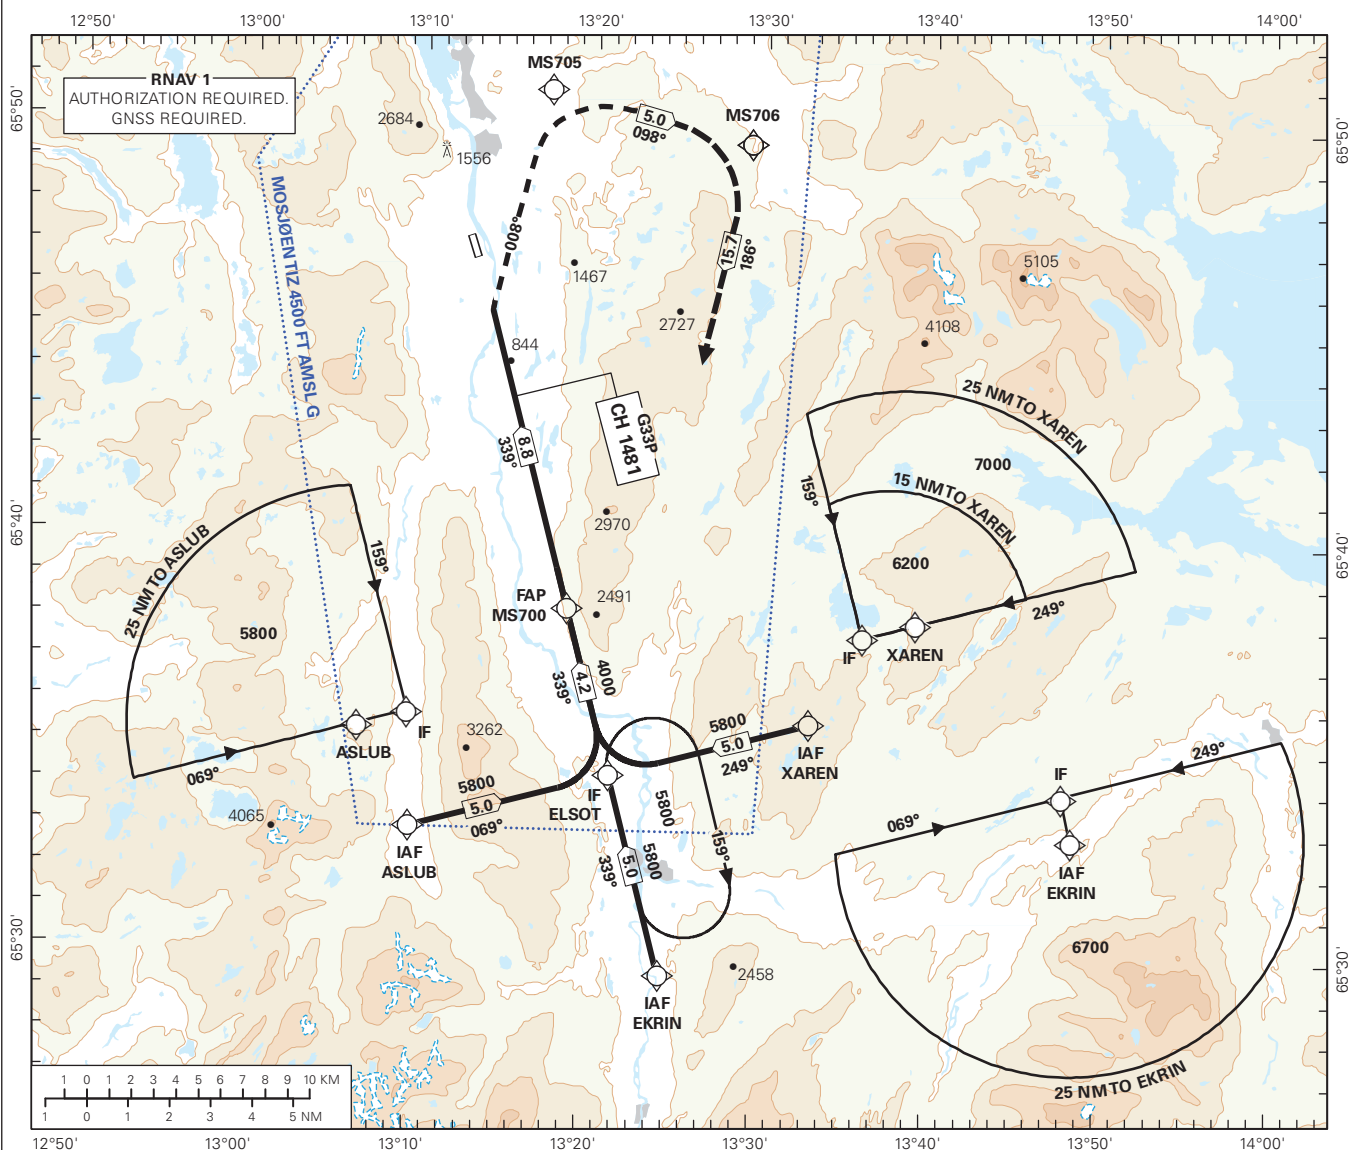 12°50'
13°00'
13°10'
13°20'
13°30'
13°40'
13°50'
14°00'
65°50'
65°50'
RNAV 1
AUTHORIZATION REQUIRED.
GNSS REQUIRED.
2684
1556
MS705
MS706
5.0
098°
008°
15.7
186°
MOSJØEN TIZ 4500 FT AMSL G
1467
2727
844
5105
4108
G33P
CH 1481
8.8
339°
25 NM TO XAREN
7000
15 NM TO XAREN
6200
159°
249°
IF
XAREN
65°40'
65°40'
2970
2491
FAP
MS700
25 NM TO ASLUB
5800
159°
069°
ASLUB
IF
4000
4.2
339°
3262
5800
5.0
069°
IAF
ASLUB
4065
5800
5.0
249°
IAF
XAREN
IF
ELSOT
5800
159°
5800
5.0
339°
IAF
EKRIN
2458
249°
069°
IF
IAF
EKRIN
6700
25 NM TO EKRIN
65°30'
65°30'
1 0 1 2 3 4 5 6 7 8 9 10 KM
1 0 1 2 3 4 5 NM
12°50'
13°00'
13°10'
13°20'
13°30'
13°40'
13°50'
14°00'